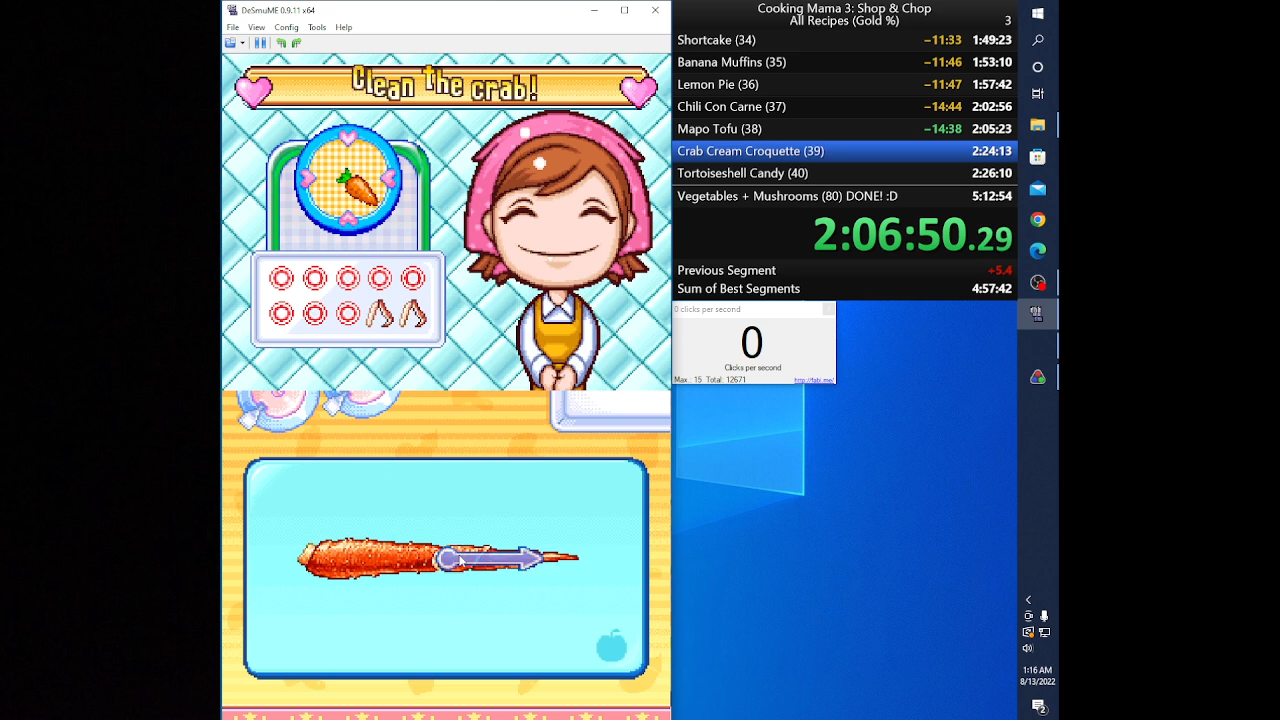 DeSmuME 0.9.11 x64
File View Config Tools Help
Clean the crab!
Cooking Mama 3: Shop & Chop
All Recipes (Gold %) 3
Shortcake (34) −11:33 1:49:23
Banana Muffins (35) −11:46 1:53:10
Lemon Pie (36) −11:47 1:57:42
Chili Con Carne (37) −14:44 2:02:56
Mapo Tofu (38) −14:38 2:05:23
Crab Cream Croquette (39) 2:24:13
Tortoiseshell Candy (40) 2:26:10
Vegetables + Mushrooms (80) DONE! :D 5:12:54
2:06:50.29
Previous Segment +5.4
Sum of Best Segments 4:57:42
0 clicks per second
0
Clicks per second
Max.: 15 Total: 12671 http://fabi.me/
1:16 AM
8/13/2022
2